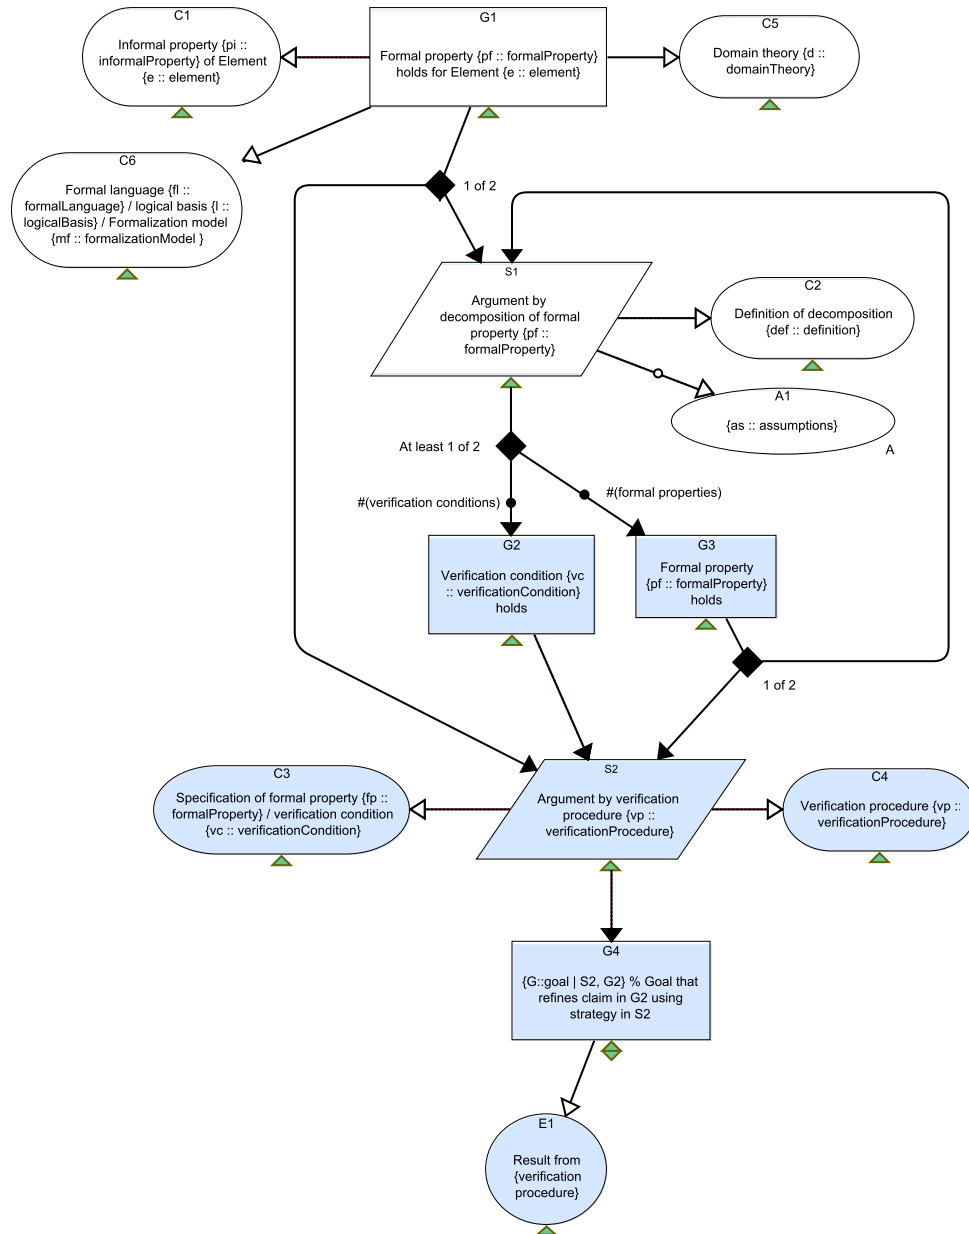 C1
Informal property {pi ::
informalProperty} of Element
{e :: element}
G1
Formal property {pf :: formalProperty}
holds for Element {e :: element}
C5
Domain theory {d ::
domainTheory}
C6
Formal language {fl ::
formalLanguage} / logical basis {l ::
logicalBasis} / Formalization model
{mf :: formalizationModel }
1 of 2
S1
Argument by
decomposition of formal
property {pf ::
formalProperty}
C2
Definition of decomposition
{def :: definition}
A1
{as :: assumptions}
A
At least 1 of 2
#(verification conditions)
#(formal properties)
G2
Verification condition {vc
:: verificationCondition}
holds
G3
Formal property
{pf :: formalProperty}
holds
1 of 2
C3
Specification of formal property {fp ::
formalProperty} / verification condition
{vc :: verificationCondition}
S2
Argument by verification
procedure {vp ::
verificationProcedure}
C4
Verification procedure {vp ::
verificationProcedure}
G4
{G::goal | S2, G2} % Goal that
refines claim in G2 using
strategy in S2
E1
Result from
{verification
procedure}